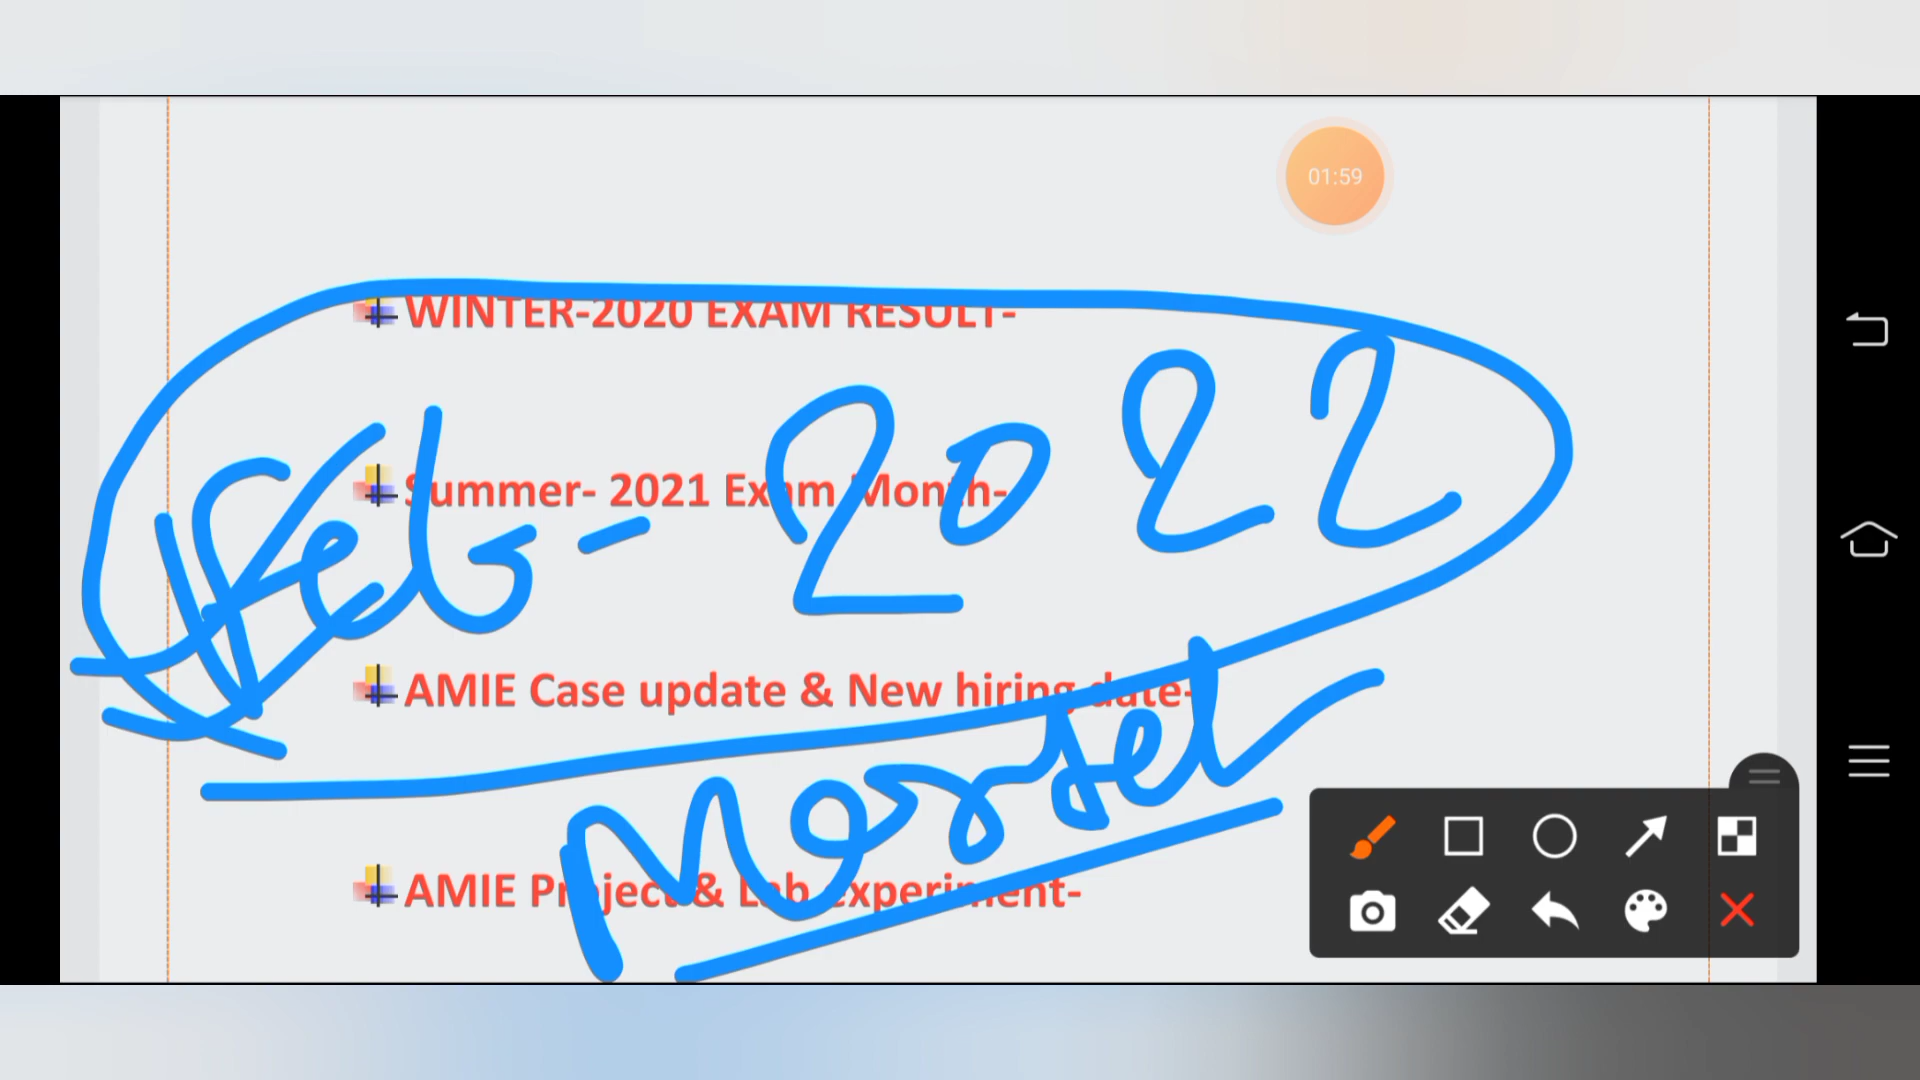 01:59
WINTER-2020 EXAM RESULT-
Summer- 2021 Exam Month-
Feb - 2022
AMIE Case update & New hiring date-
AMIE Project & Lab experiment-